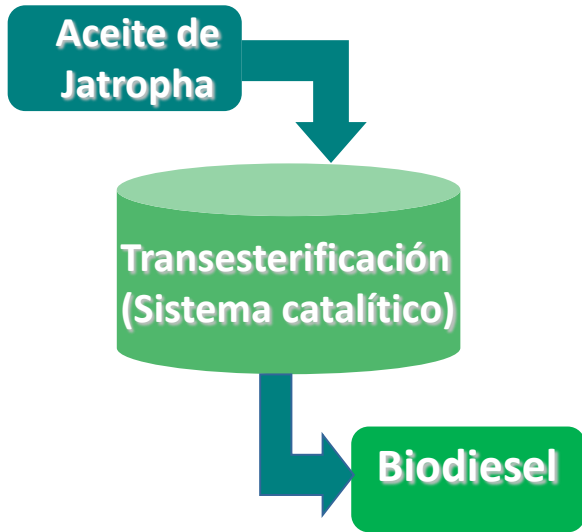 Aceite de
Jatropha
Transesterificación
(Sistema catalítico)
Biodiesel